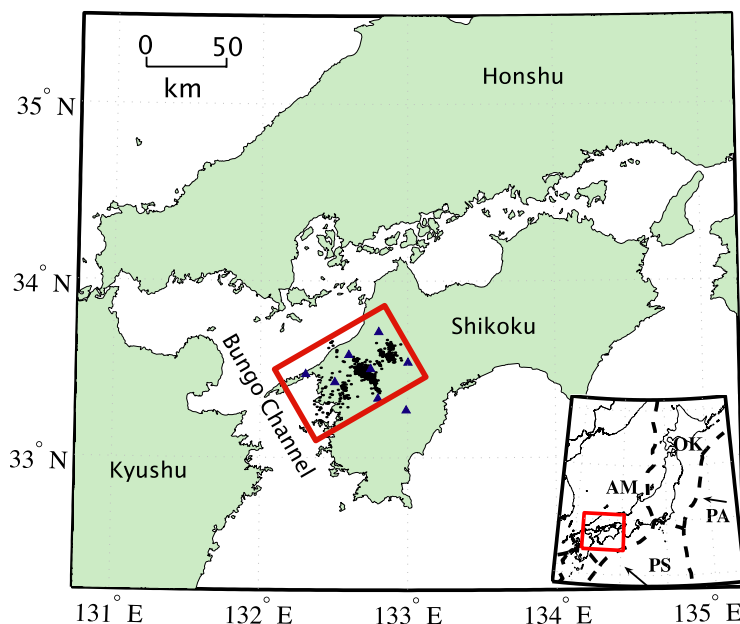 0 50
km
Honshu
35° N
34° N
Shikoku
Bungo Channel
33° N
Kyushu
OK
AM
PA
PS
131° E 132° E 133° E 134° E 135° E